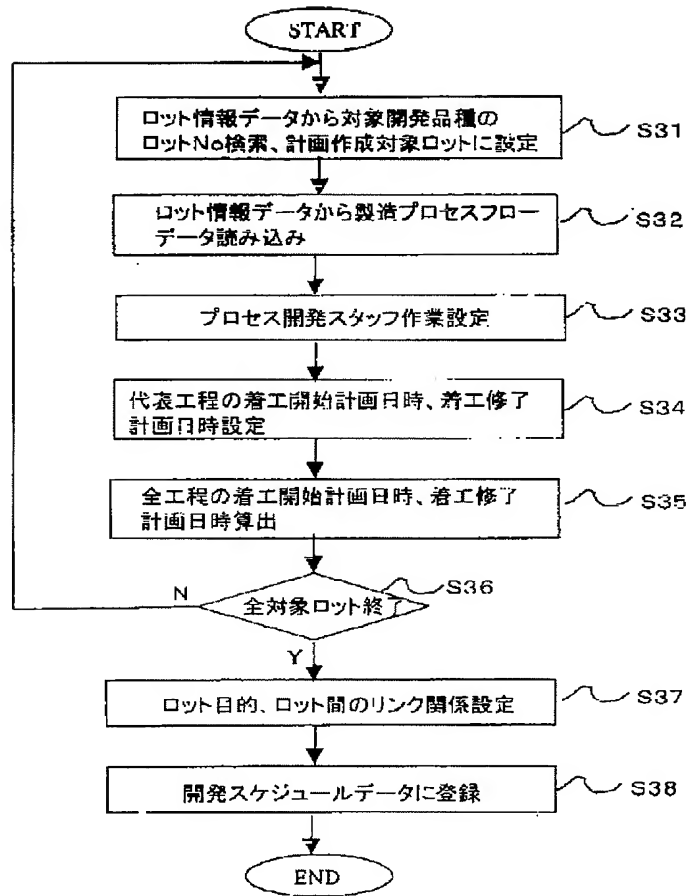 START
ロット情報データから対象開発品種の
ロットNo検索、計画作成対象ロットに設定
S31
ロット情報データから製造プロセスフロー
データ読み込み
S32
プロセス開発スタッフ作業設定
S33
代表工程の着工開始計画日時、着工修了
計画日時設定
S34
全工程の着工開始計画日時、着工修了
計画日時算出
S35
全対象ロット終了
S36
N
Y
ロット目的、ロット間のリンク関係設定
S37
開発スケジュールデータに登録
S38
END